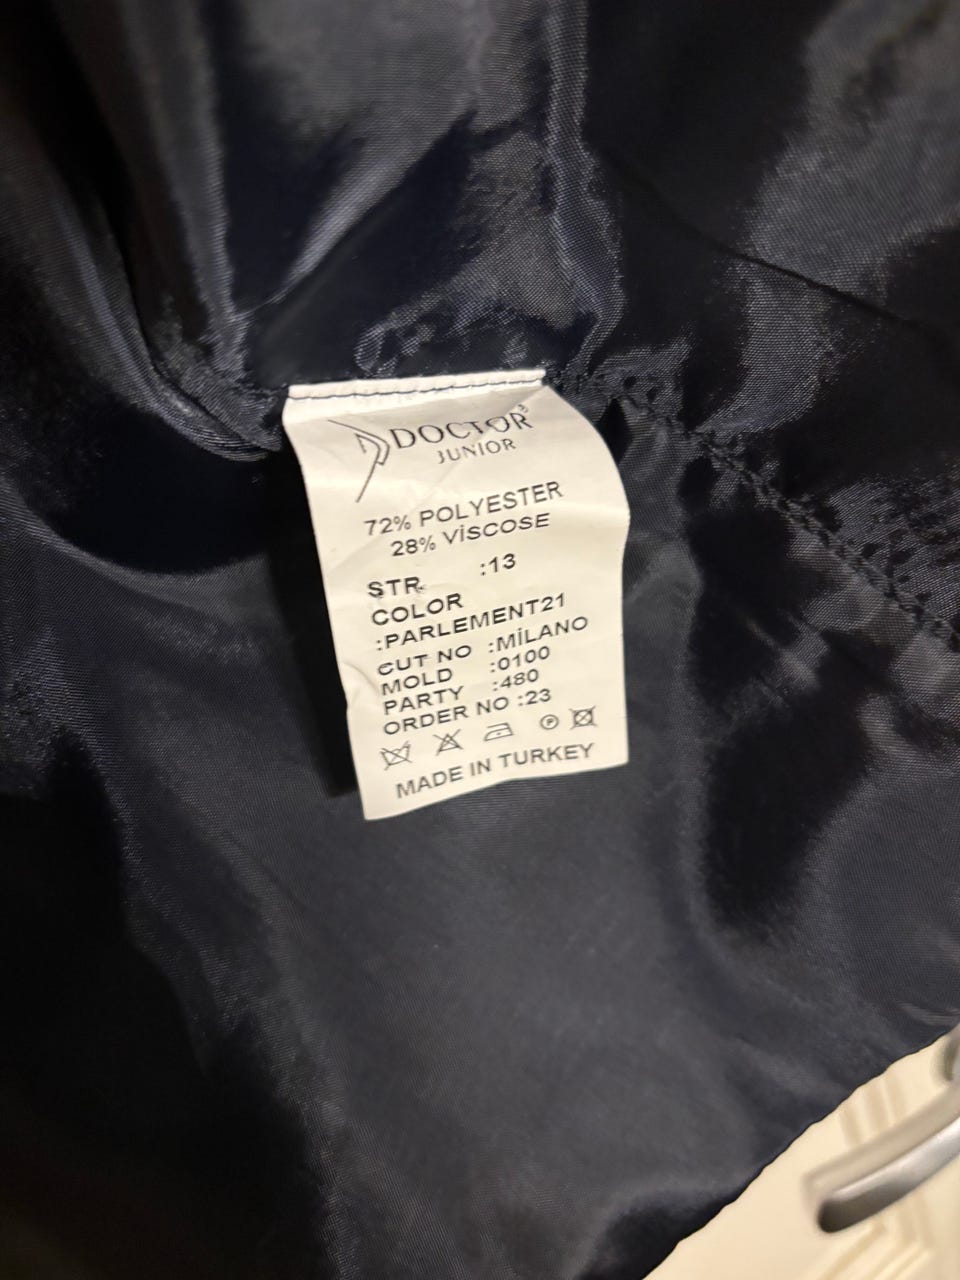 DOCTOR
JUNIOR
72% POLYESTER
28% VİSCOSE
STR :13
COLOR
:PARLEMENT21
CUT NO :MİLANO
MOLD :0100
PARTY :480
ORDER NO :23
P
MADE IN TURKEY